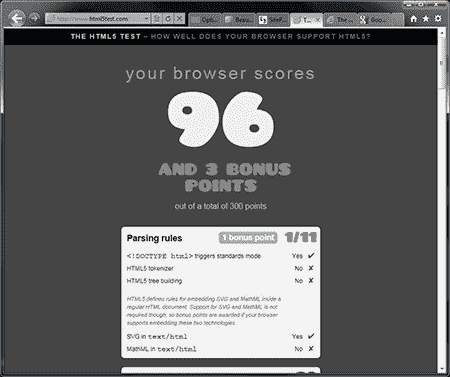 http://www.html5test.com
Opti... Beau... SiteP... T... The ... Goo...
THE HTML5 TEST – HOW WELL DOES YOUR BROWSER SUPPORT HTML5?
your browser scores
96
AND 3 BONUS
POINTS
out of a total of 300 points
Parsing rules 1 bonus point 1/11
<!DOCTYPE html> triggers standards mode Yes ✔
HTML5 tokenizer No ✘
HTML5 tree building No ✘
HTML5 defines rules for embedding SVG and MathML inside a
regular HTML document. Support for SVG and MathML is not
required though, so bonus points are awarded if your browser
supports embedding these two technologies.
SVG in text/html Yes ✔
MathML in text/html No ✘